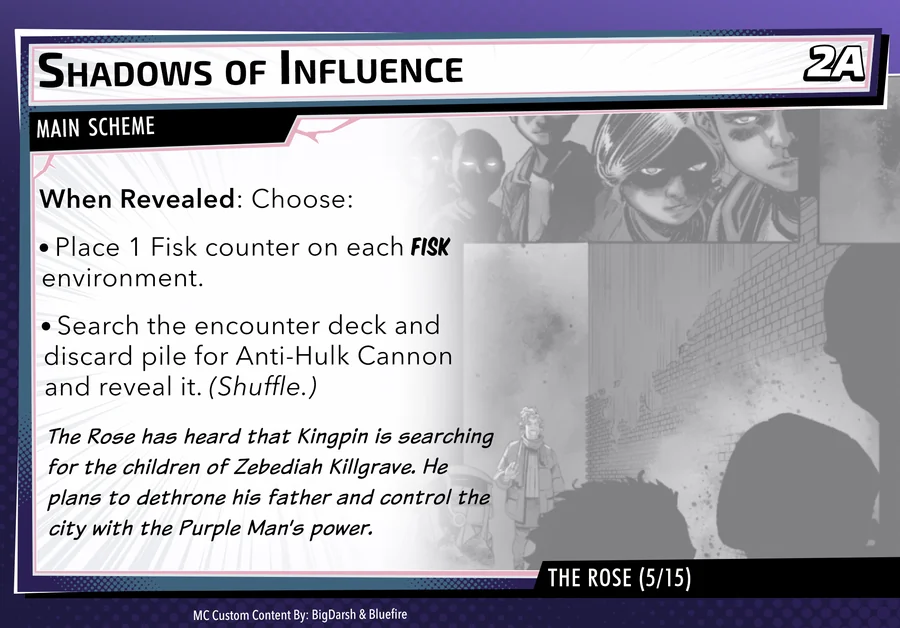 SHADOWS OF INFLUENCE
2A
MAIN SCHEME
When Revealed: Choose:
• Place 1 Fisk counter on each FISK
environment.
• Search the encounter deck and
discard pile for Anti-Hulk Cannon
and reveal it. (Shuffle.)
The Rose has heard that Kingpin is searching
for the children of Zebediah Killgrave. He
plans to dethrone his father and control the
city with the Purple Man's power.
THE ROSE (5/15)
MC Custom Content By: BigDarsh & Bluefire